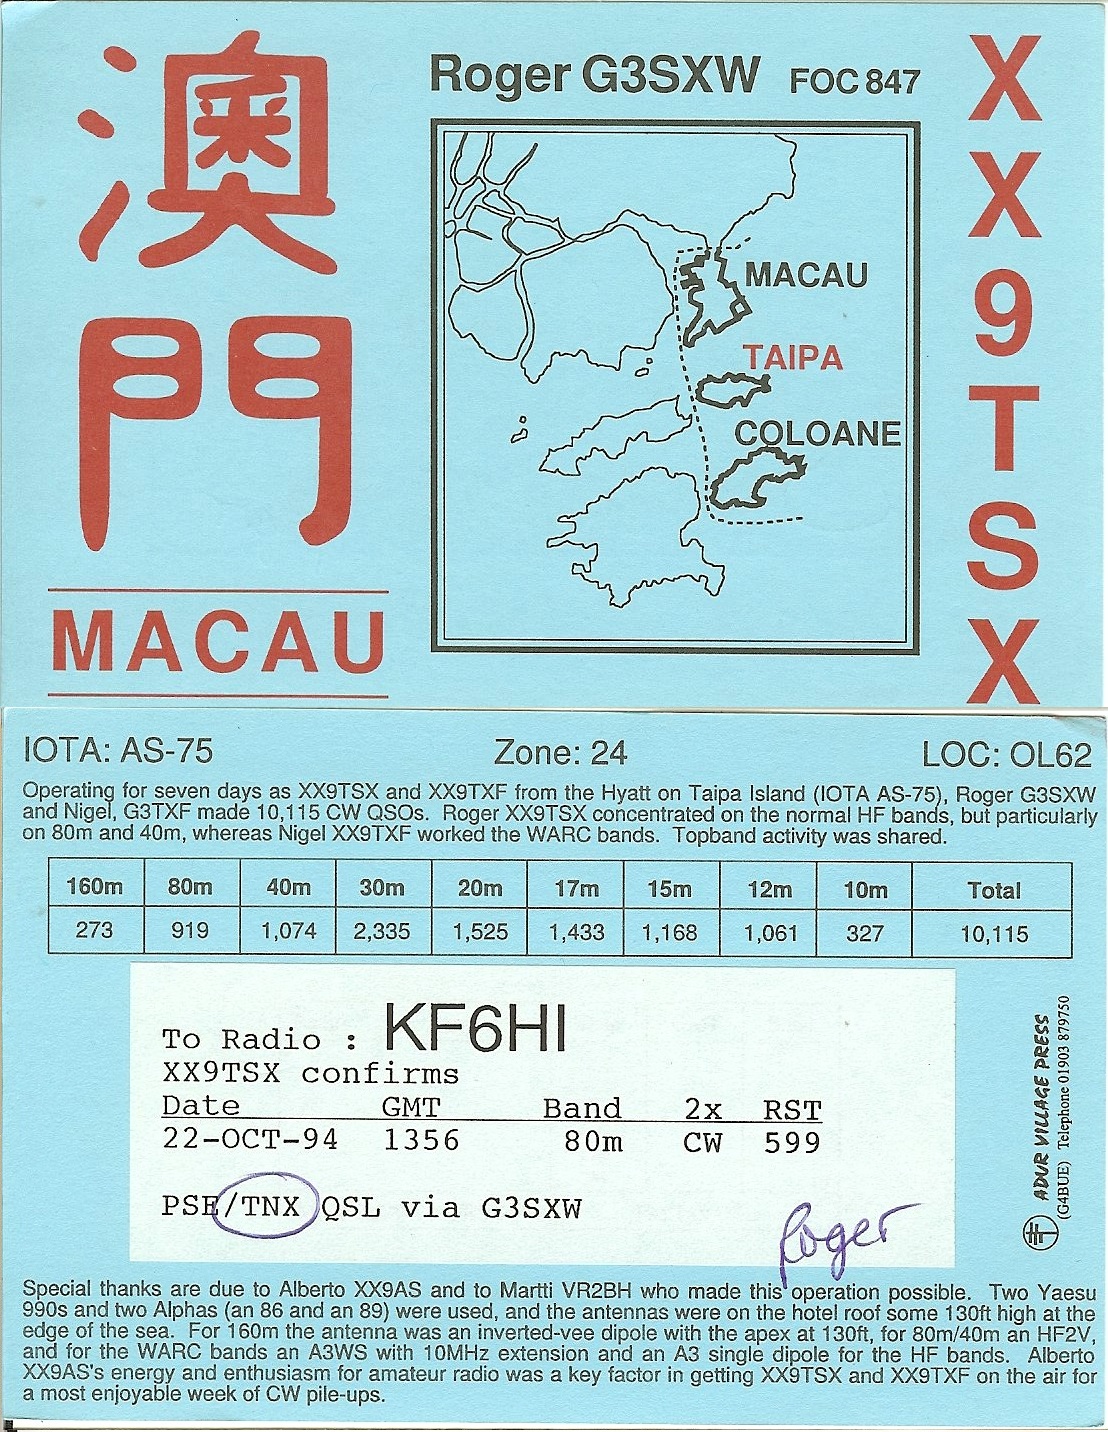 澳門
MACAU
Roger G3SXW FOC 847
MACAU
TAIPA
COLOANE
XX9TSX
IOTA: AS-75 Zone: 24 LOC: OL62
Operating for seven days as XX9TSX and XX9TXF from the Hyatt on Taipa Island (IOTA AS-75), Roger G3SXW
and Nigel, G3TXF made 10,115 CW QSOs. Roger XX9TSX concentrated on the normal HF bands, but particularly
on 80m and 40m, whereas Nigel XX9TXF worked the WARC bands. Topband activity was shared.
160m 80m 40m 30m 20m 17m 15m 12m 10m Total
273 919 1,074 2,335 1,525 1,433 1,168 1,061 327 10,115
To Radio : KF6HI
XX9TSX confirms
Date GMT Band 2x RST
22-OCT-94 1356 80m CW 599
PSE/TNX QSL via G3SXW
Roger
ADUR VILLAGE PRESS
(G4BUE) Telephone 01903 879750
Special thanks are due to Alberto XX9AS and to Martti VR2BH who made this operation possible. Two Yaesu
990s and two Alphas (an 86 and an 89) were used, and the antennas were on the hotel roof some 130ft high at the
edge of the sea. For 160m the antenna was an inverted-vee dipole with the apex at 130ft, for 80m/40m an HF2V,
and for the WARC bands an A3WS with 10MHz extension and an A3 single dipole for the HF bands. Alberto
XX9AS's energy and enthusiasm for amateur radio was a key factor in getting XX9TSX and XX9TXF on the air for
a most enjoyable week of CW pile-ups.